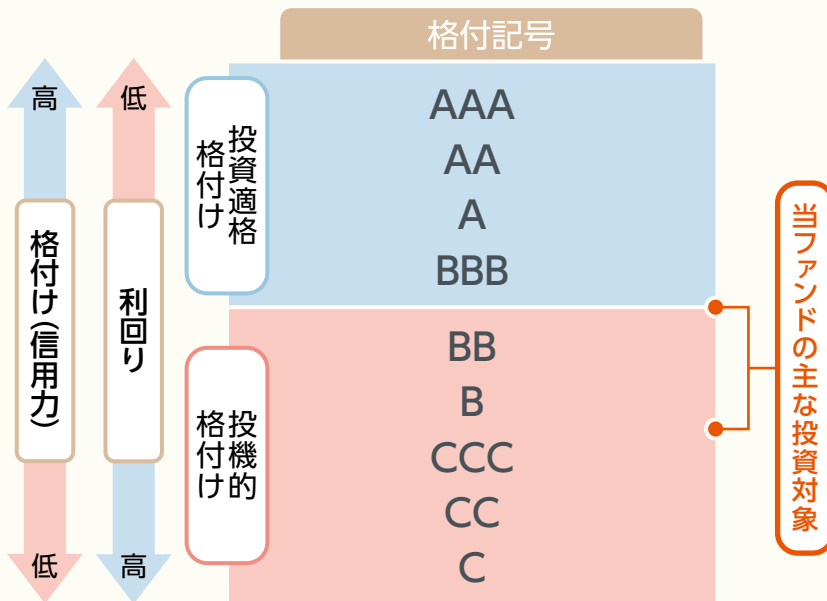 格付記号
高
低
格付け(信用力)
利回り
低
高
投資適格
格付け
AAA
AA
A
BBB
投機的
格付け
BB
B
CCC
CC
C
当ファンドの主な投資対象